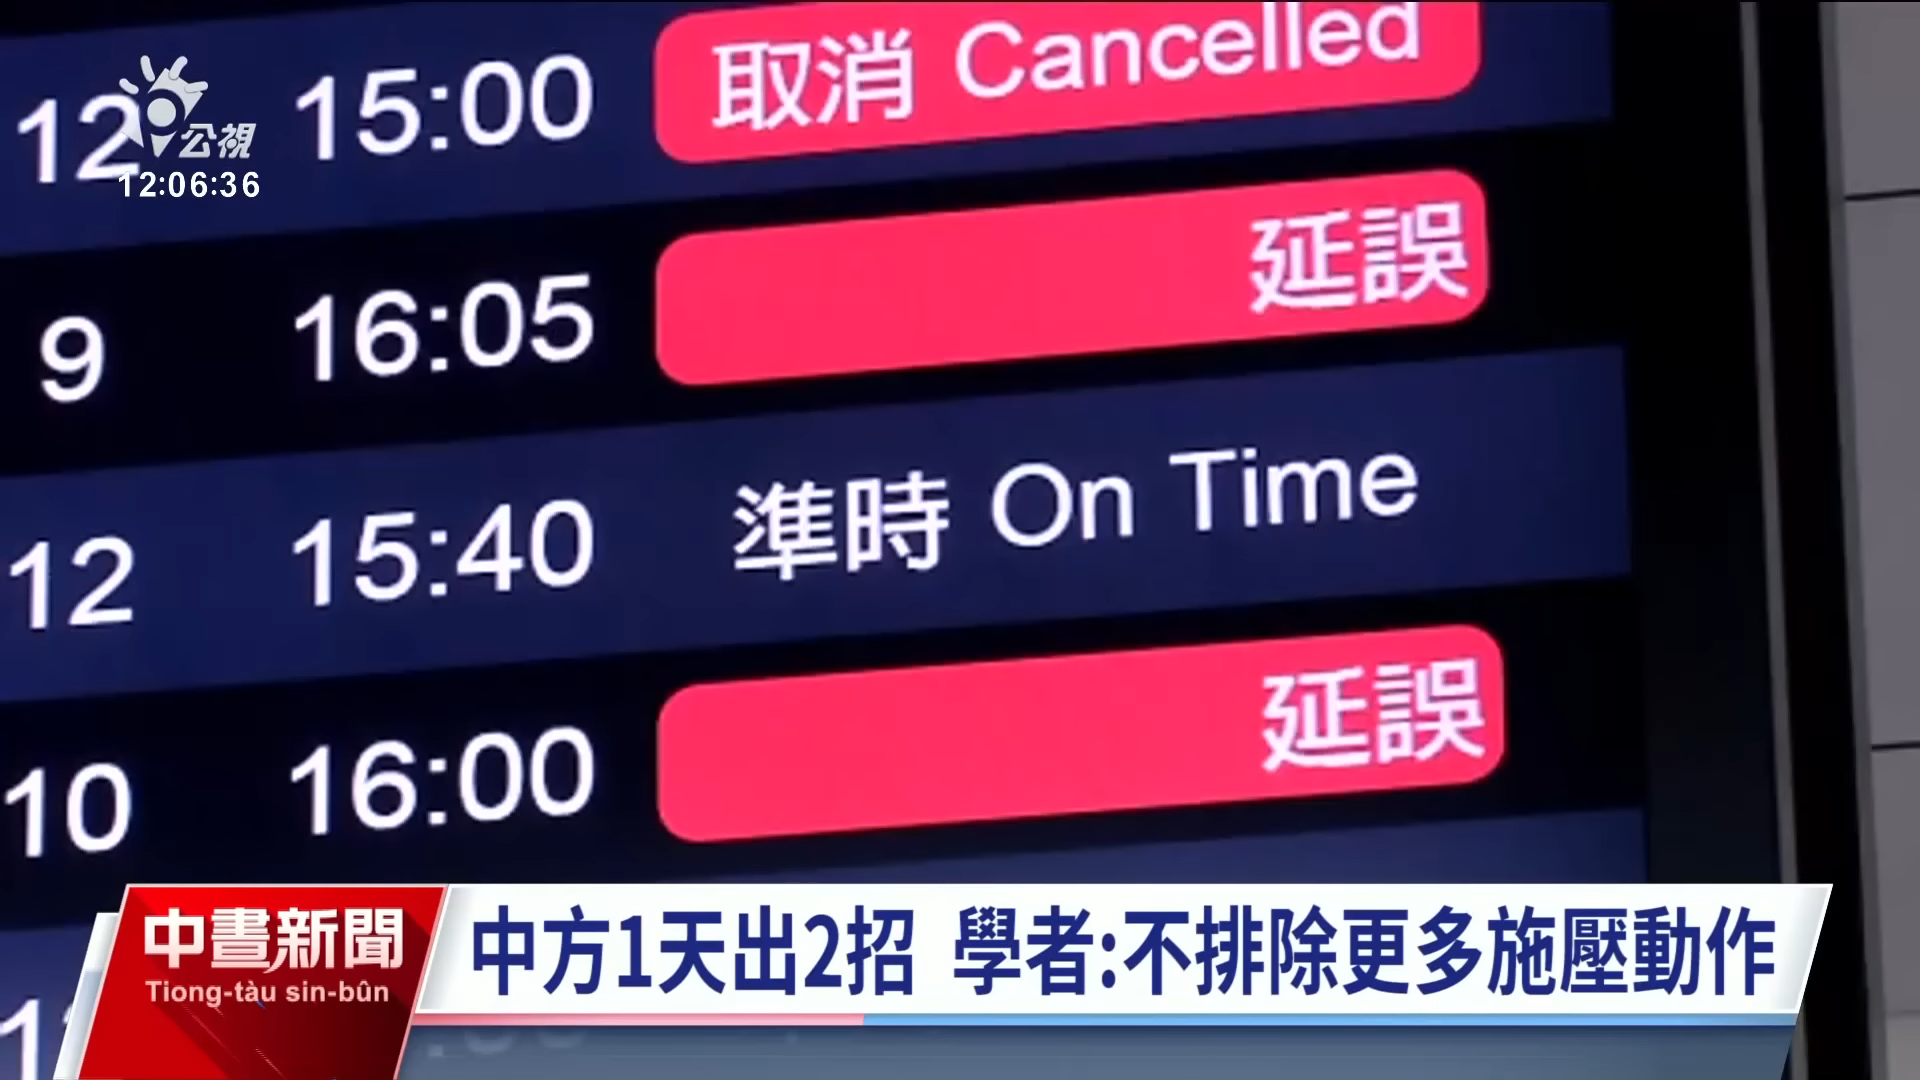 12 15:00 取消 Cancelled
公視
12:06:36
9 16:05 延誤
12 15:40 準時 On Time
10 16:00 延誤
中晝新聞
Tiong-tàu sin-bûn
中方1天出2招 學者:不排除更多施壓動作